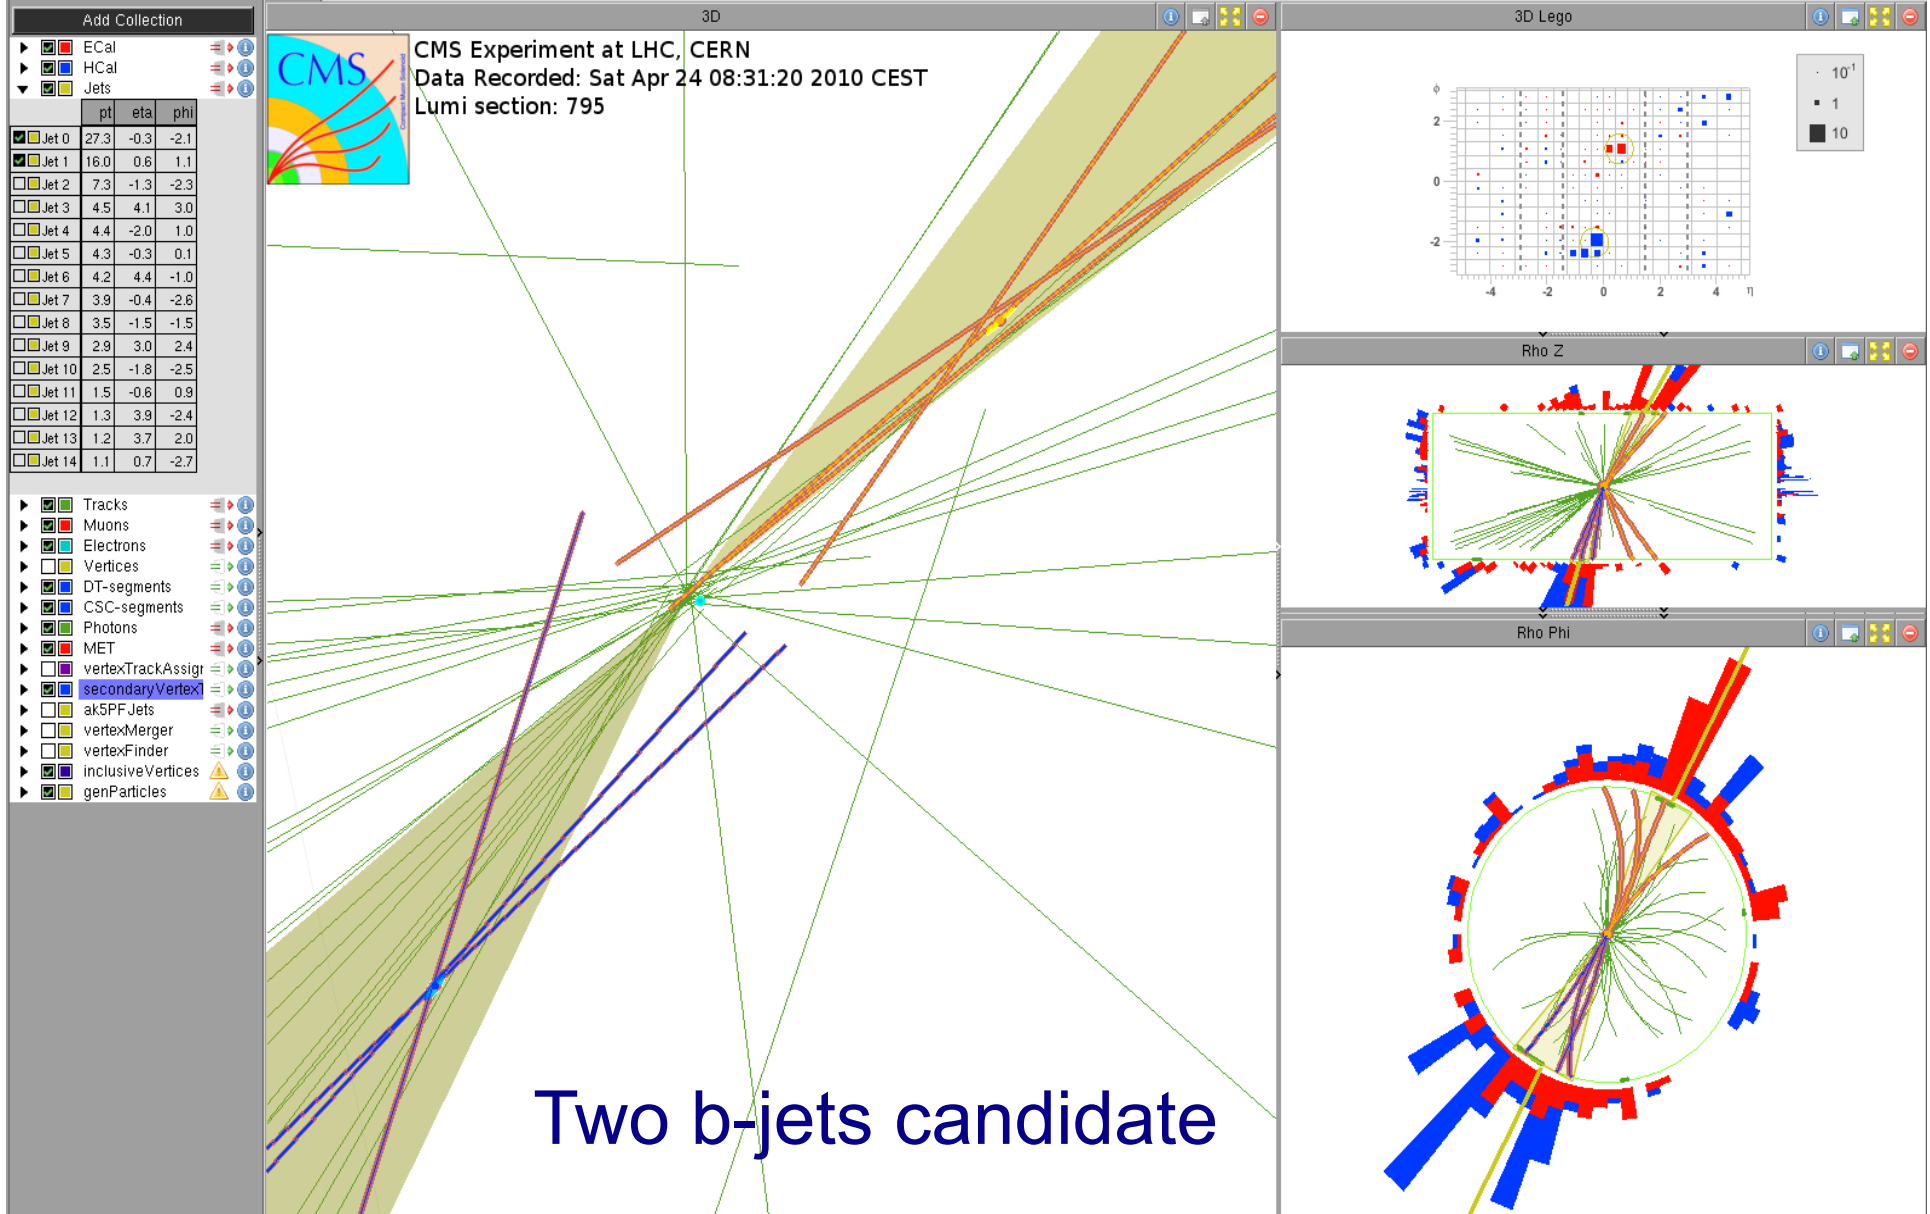 Add Collection
ECal
HCal
Jets
pt eta phi
Jet 0 27.3 -0.3 -2.1
Jet 1 16.0 0.6 1.1
Jet 2 7.3 -1.3 -2.3
Jet 3 4.5 4.1 3.0
Jet 4 4.4 -2.0 1.0
Jet 5 4.3 -0.3 0.1
Jet 6 4.2 4.4 -1.0
Jet 7 3.9 -0.4 -2.6
Jet 8 3.5 -1.5 -1.5
Jet 9 2.9 3.0 2.4
Jet 10 2.5 -1.8 -2.5
Jet 11 1.5 -0.6 0.9
Jet 12 1.3 3.9 -2.4
Jet 13 1.2 3.7 2.0
Jet 14 1.1 0.7 -2.7
Tracks
Muons
Electrons
Vertices
DT-segments
CSC-segments
Photons
MET
vertexTrackAssigr
secondaryVertexT
ak5PFJets
vertexMerger
vertexFinder
inclusiveVertices
genParticles
3D
CMS
Compact Muon Solenoid
CMS Experiment at LHC, CERN
Data Recorded: Sat Apr 24 08:31:20 2010 CEST
Lumi section: 795
Two b-jets candidate
3D Lego
10⁻¹
1
10
ϕ
2
0
-2
-4 -2 0 2 4 η
Rho Z
Rho Phi